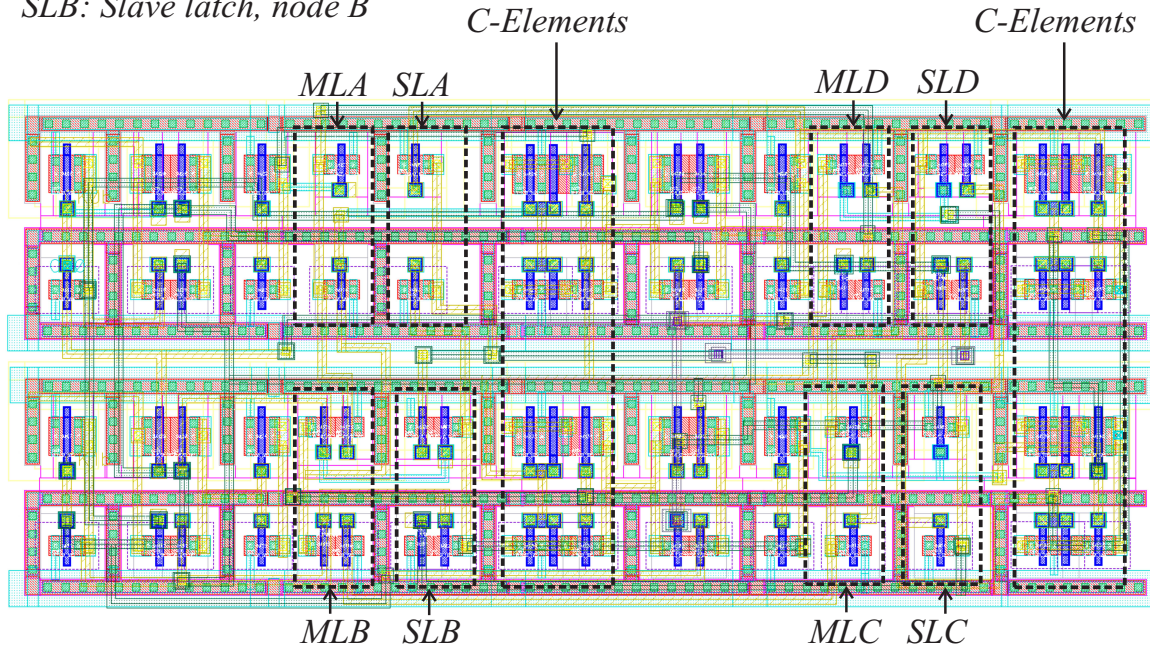 SLB: Slave latch, node B
C-Elements C-Elements
MLA SLA MLD SLD
MLB SLB MLC SLC